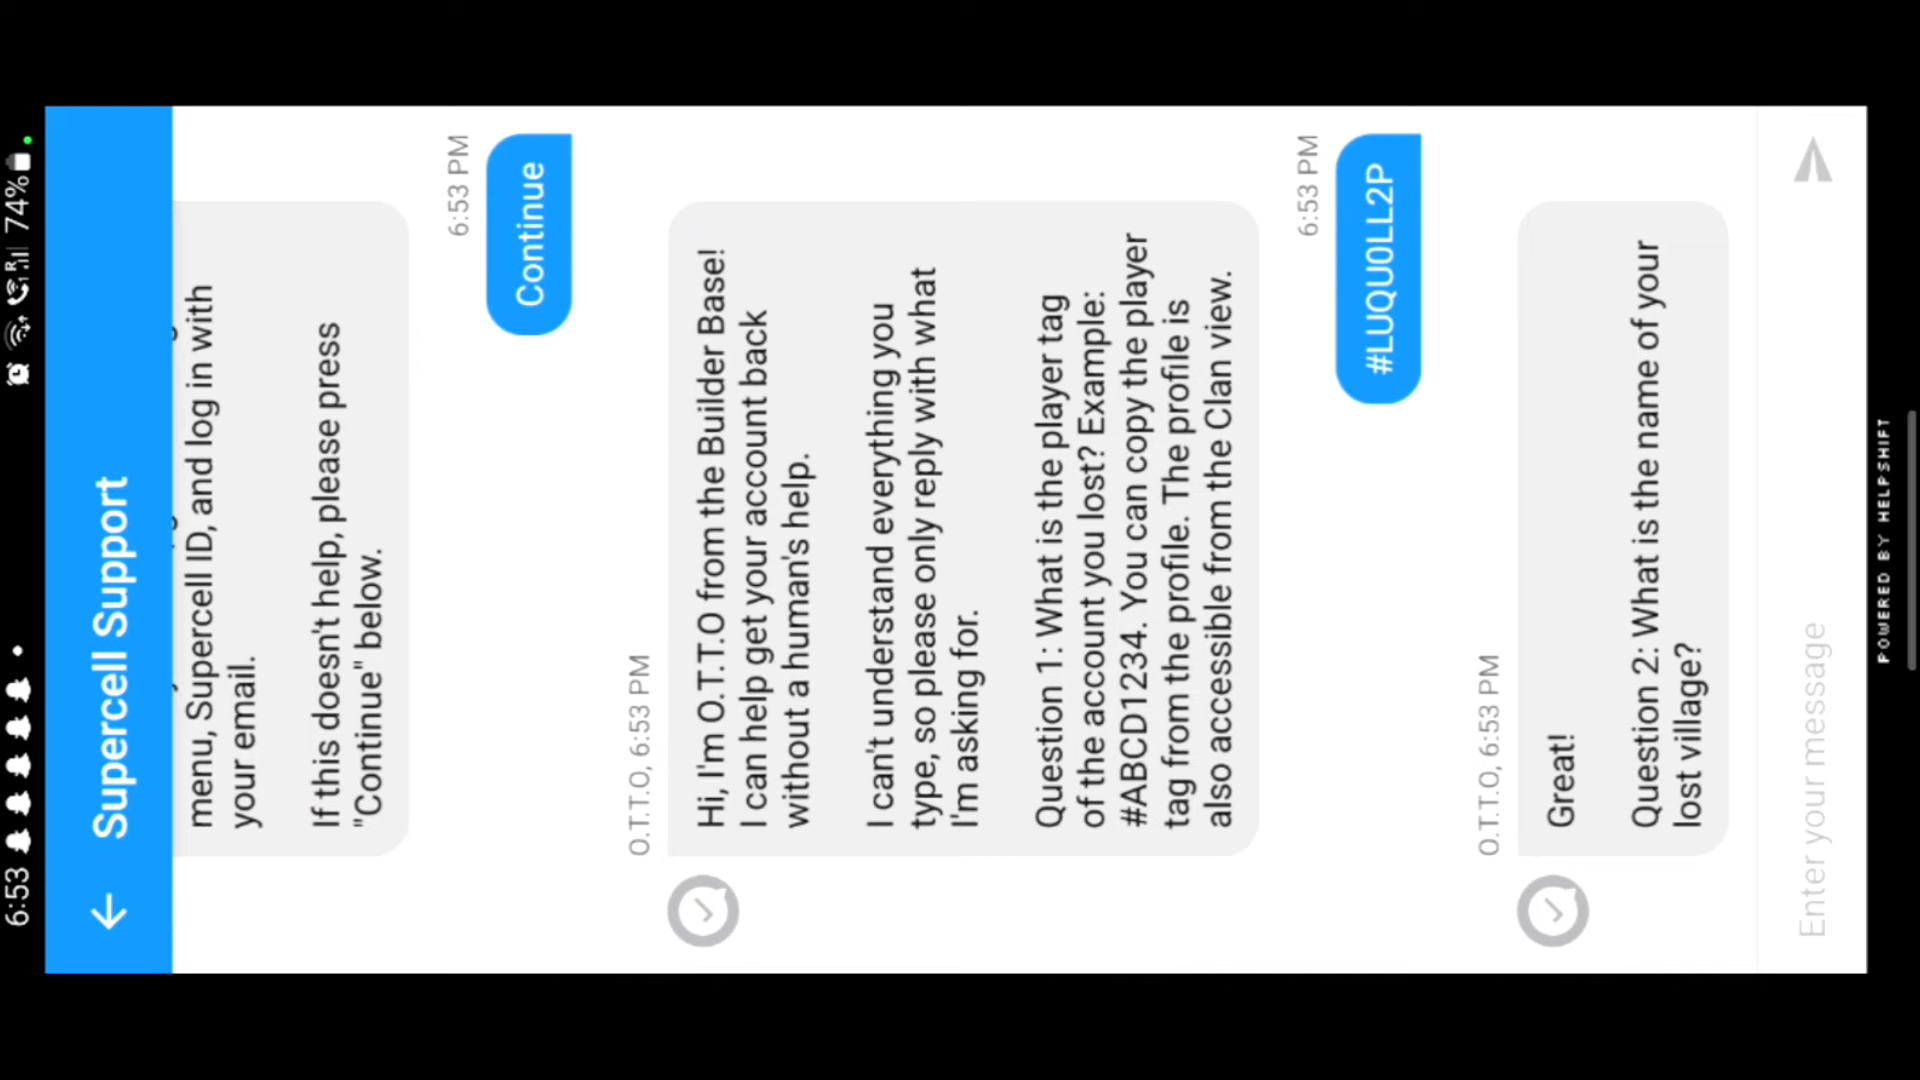 6:53
74%
Supercell Support
menu, Supercell ID, and log in with
your email.
If this doesn't help, please press
"Continue" below.
6:53 PM
Continue
O.T.T.O, 6:53 PM
Hi, I'm O.T.T.O from the Builder Base!
I can help get your account back
without a human's help.
I can't understand everything you
type, so please only reply with what
I'm asking for.
Question 1: What is the player tag
of the account you lost? Example:
#ABCD1234. You can copy the player
tag from the profile. The profile is
also accessible from the Clan view.
6:53 PM
#LUQU0LL2P
O.T.T.O, 6:53 PM
Great!
Question 2: What is the name of your
lost village?
Enter your message
POWERED BY HELPSHIFT